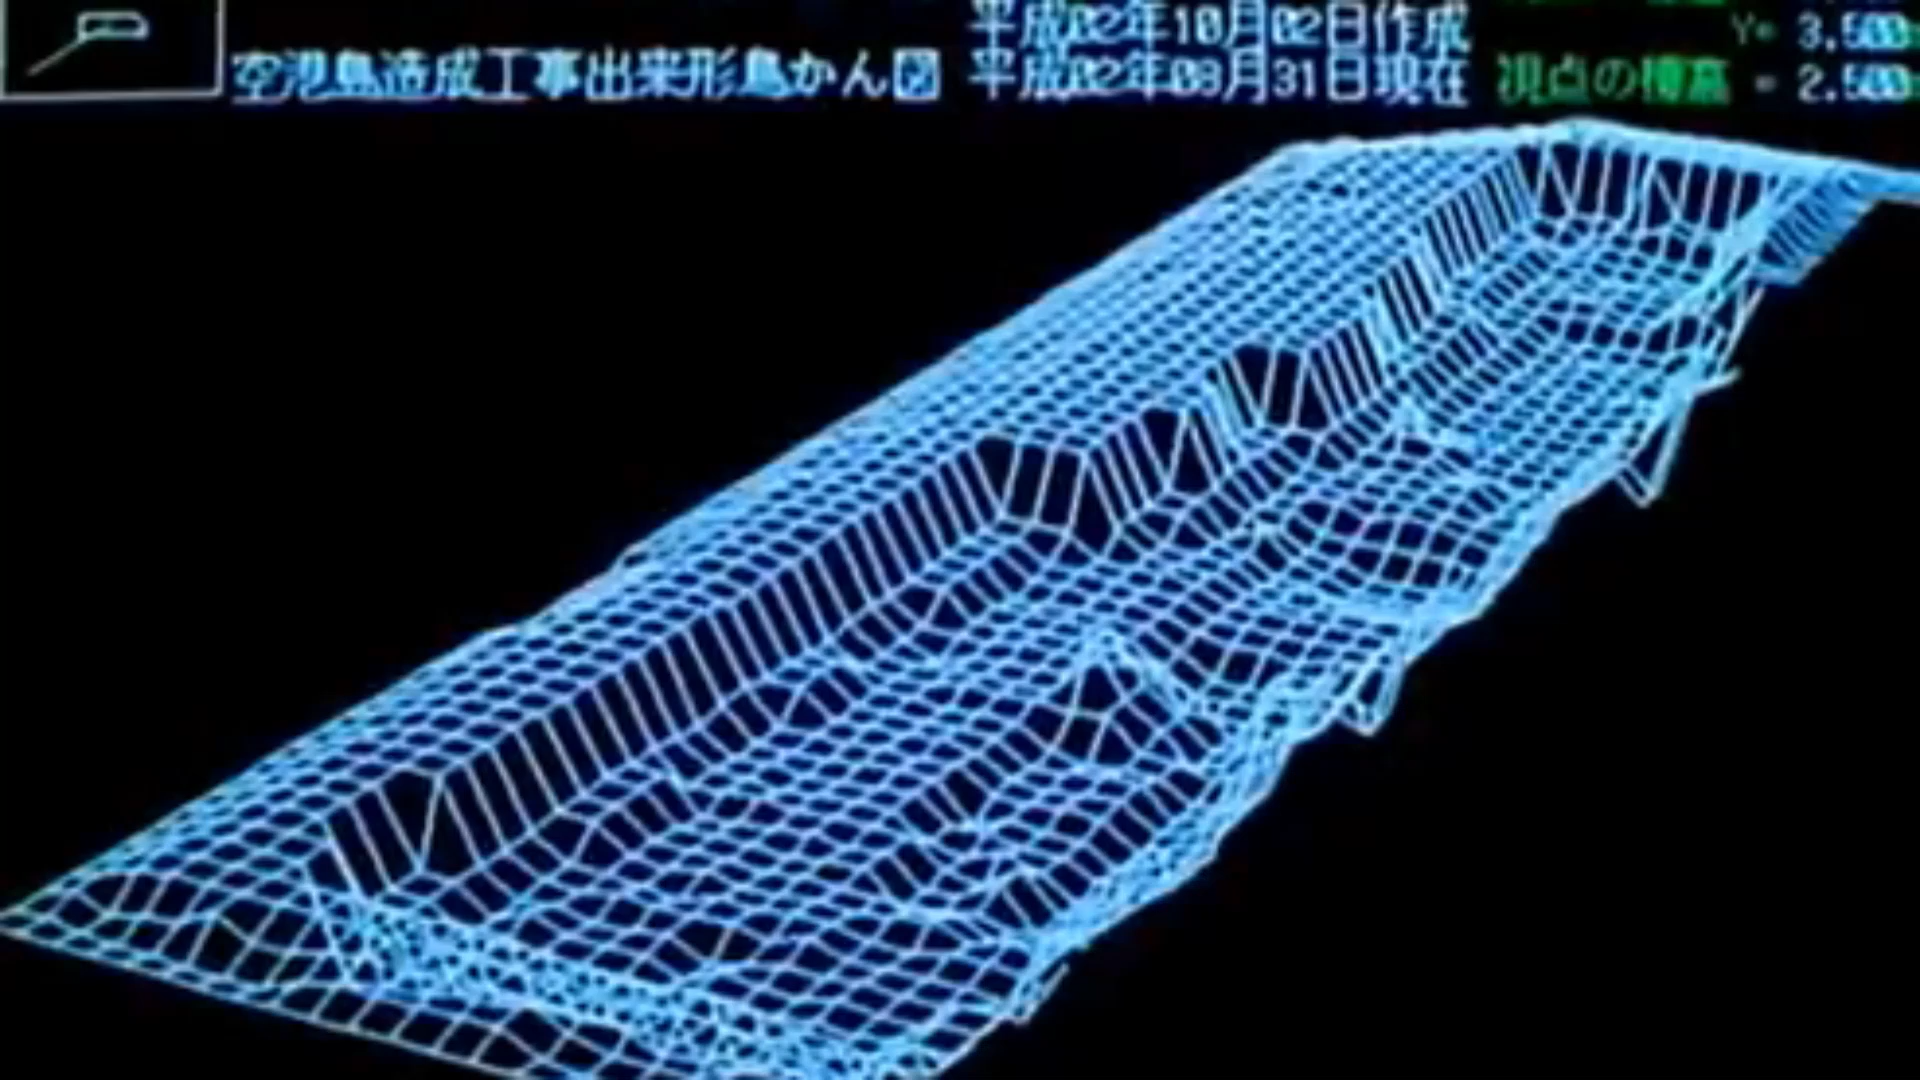 平成02年10月02日作成
Y= 3.500
空港島造成工事出来形鳥かん図
平成02年08月31日現在
視点の標高 = 2.500